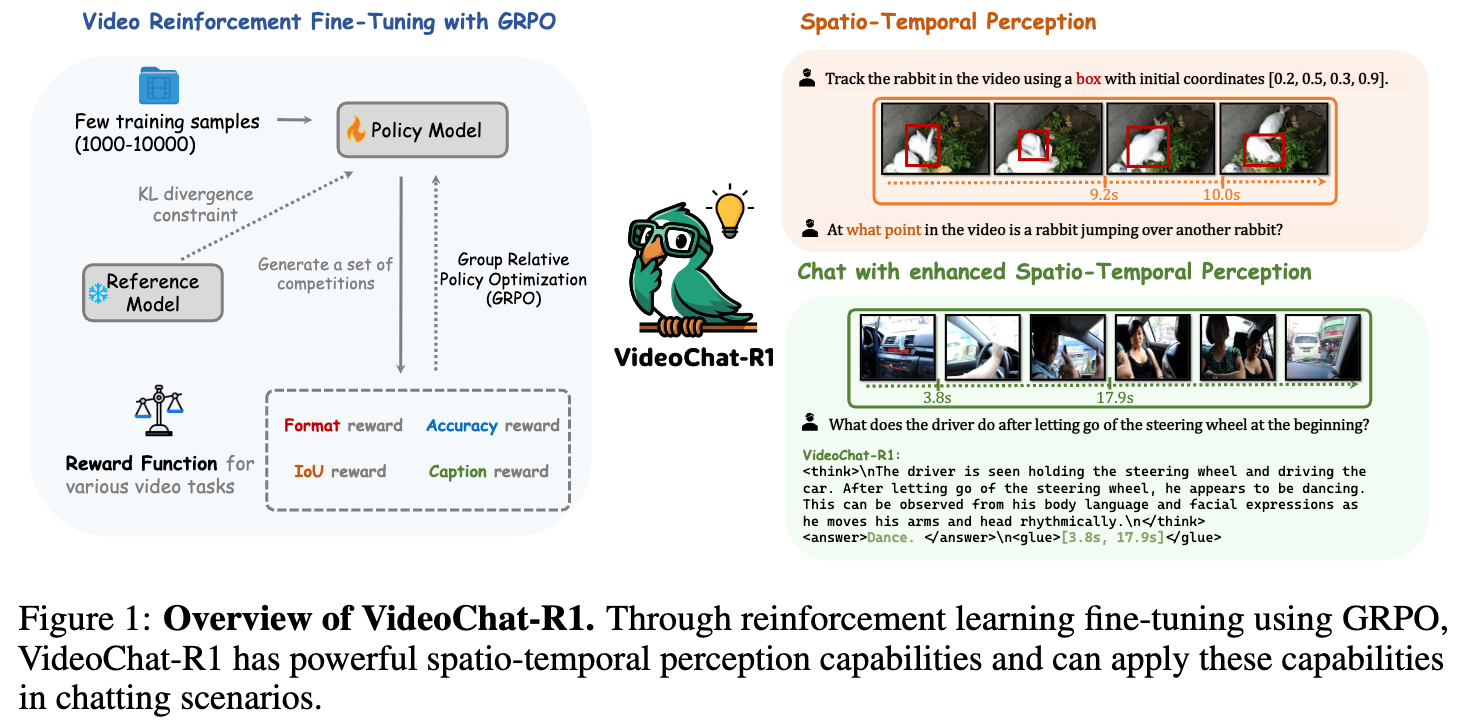 Video Reinforcement Fine-Tuning with GRPO
Few training samples
(1000-10000)
Policy Model
KL divergence
constraint
Reference
Model
Generate a set of
competitions
Group Relative
Policy Optimization
(GRPO)
Reward Function for
various video tasks
Format reward
Accuracy reward
IoU reward
Caption reward
VideoChat-R1
Spatio-Temporal Perception
Track the rabbit in the video using a box with initial coordinates [0.2, 0.5, 0.3, 0.9].
9.2s
10.0s
At what point in the video is a rabbit jumping over another rabbit?
Chat with enhanced Spatio-Temporal Perception
3.8s
17.9s
What does the driver do after letting go of the steering wheel at the beginning?
VideoChat-R1:
<think>\nThe driver is seen holding the steering wheel and driving the
car. After letting go of the steering wheel, he appears to be dancing.
This can be observed from his body language and facial expressions as
he moves his arms and head rhythmically.\n</think>
<answer>Dance. </answer>\n<glue>[3.8s, 17.9s]</glue>
Figure 1: Overview of VideoChat-R1. Through reinforcement learning fine-tuning using GRPO,
VideoChat-R1 has powerful spatio-temporal perception capabilities and can apply these capabilities
in chatting scenarios.